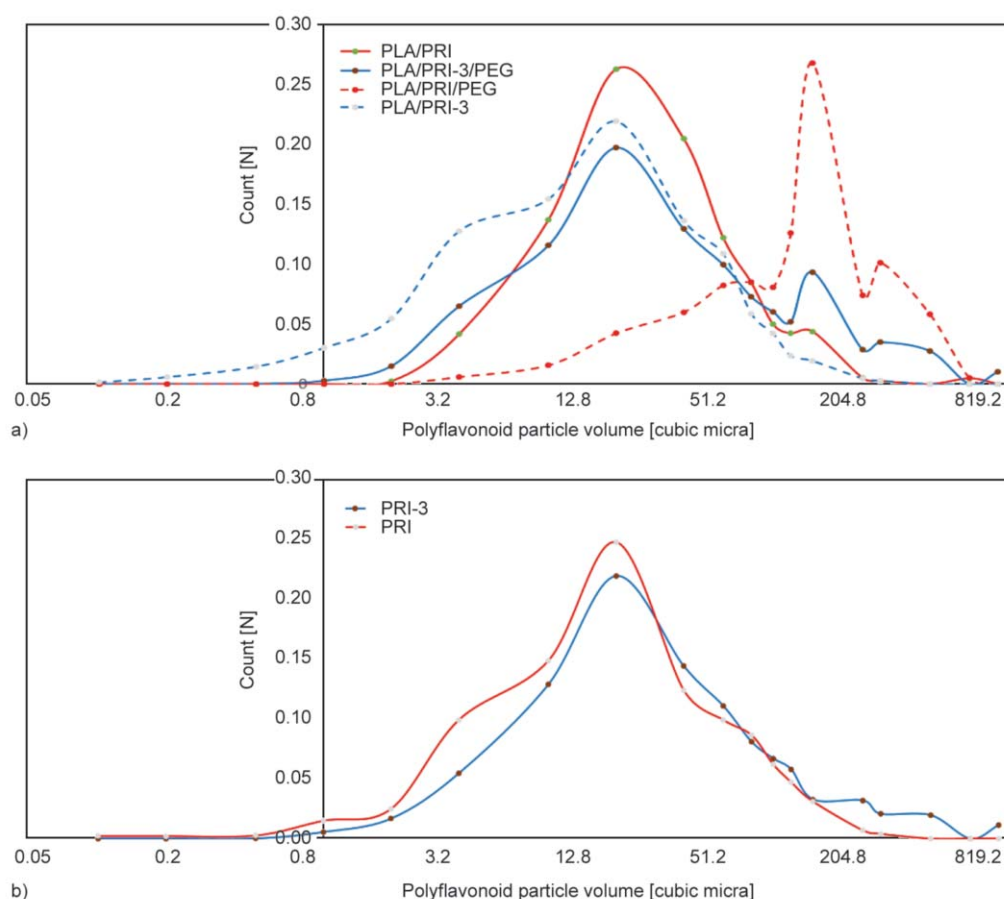 0.30
0.25
0.20
0.15
0.10
0.05
0
Count [N]
PLA/PRI
PLA/PRI-3/PEG
PLA/PRI/PEG
PLA/PRI-3
0.05 0.2 0.8 3.2 12.8 51.2 204.8 819.2
a) Polyflavonoid particle volume [cubic micra]
0.30
0.25
0.20
0.15
0.10
0.05
0.00
Count [N]
PRI-3
PRI
0.05 0.2 0.8 3.2 12.8 51.2 204.8 819.2
b) Polyflavonoid particle volume [cubic micra]